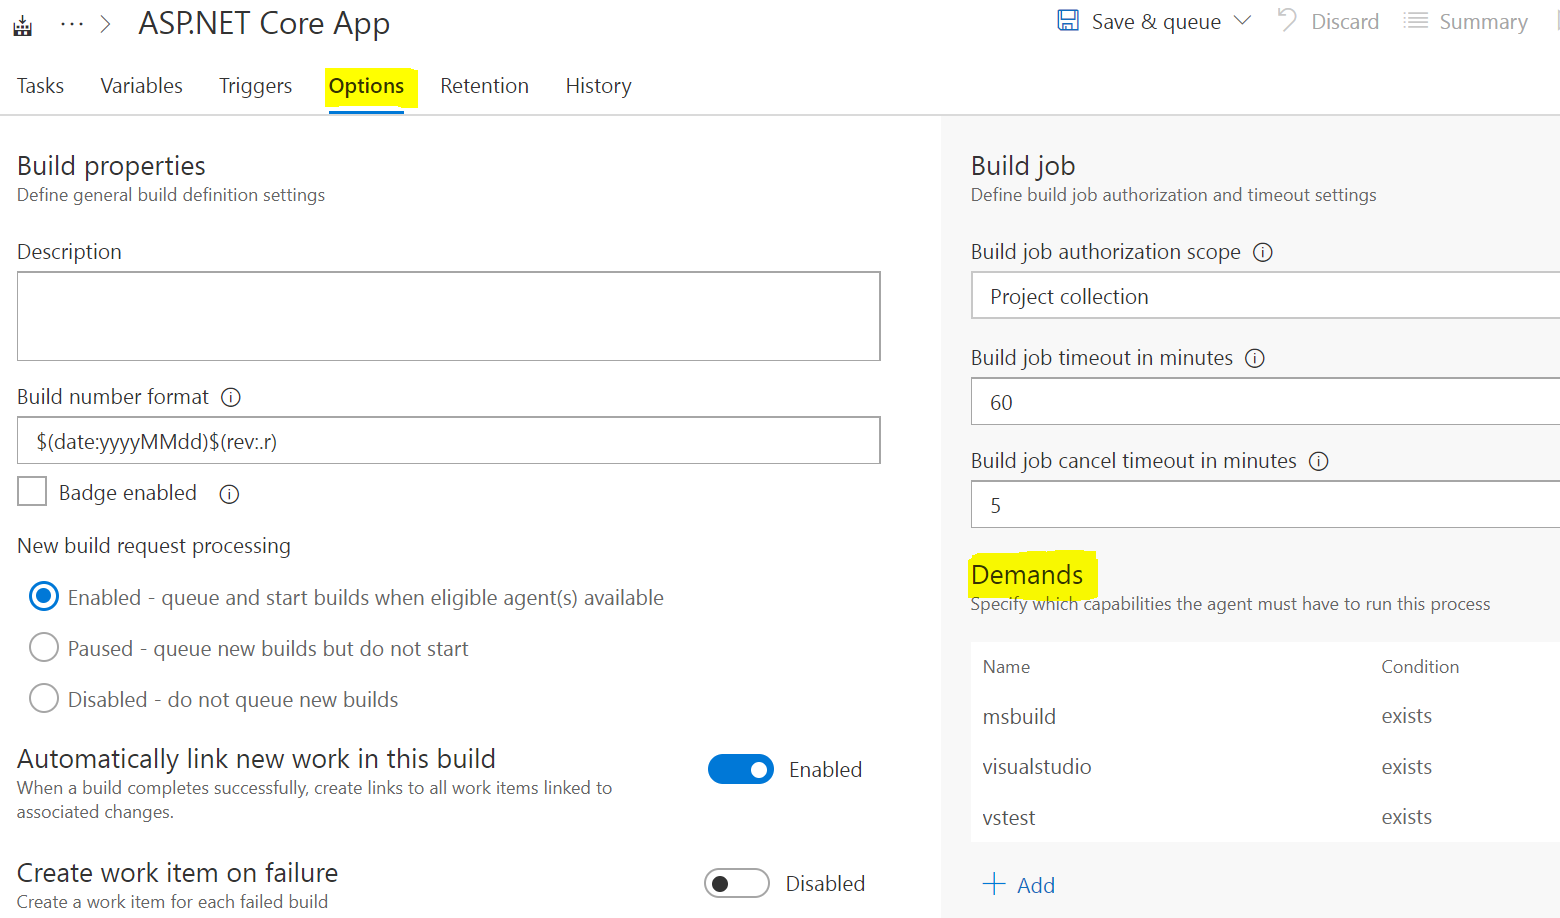 ··· > ASP.NET Core App
Save & queue
Discard
Summary
Tasks Variables Triggers Options Retention History
Build properties
Define general build definition settings
Description
Build number format
$(date:yyyyMMdd)$(rev:.r)
Badge enabled
New build request processing
Enabled - queue and start builds when eligible agent(s) available
Paused - queue new builds but do not start
Disabled - do not queue new builds
Automatically link new work in this build
When a build completes successfully, create links to all work items linked to
associated changes.
Enabled
Create work item on failure
Create a work item for each failed build
Disabled
Build job
Define build job authorization and timeout settings
Build job authorization scope
Project collection
Build job timeout in minutes
60
Build job cancel timeout in minutes
5
Demands
Specify which capabilities the agent must have to run this process
Name Condition
msbuild exists
visualstudio exists
vstest exists
+ Add